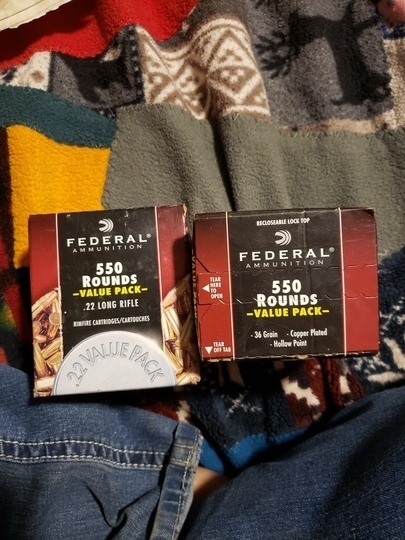 FEDERAL®
AMMUNITION
550
ROUNDS
-VALUE PACK-
.22 LONG RIFLE
RIMFIRE CARTRIDGES/CARTOUCHES
.22 VALUE PACK
RECLOSEABLE LOCK TOP
FEDERAL®
AMMUNITION
TEAR
HERE
TO
OPEN
550
ROUNDS
-VALUE PACK-
· 36 Grain · Copper Plated
· Hollow Point
TEAR OFF TAB